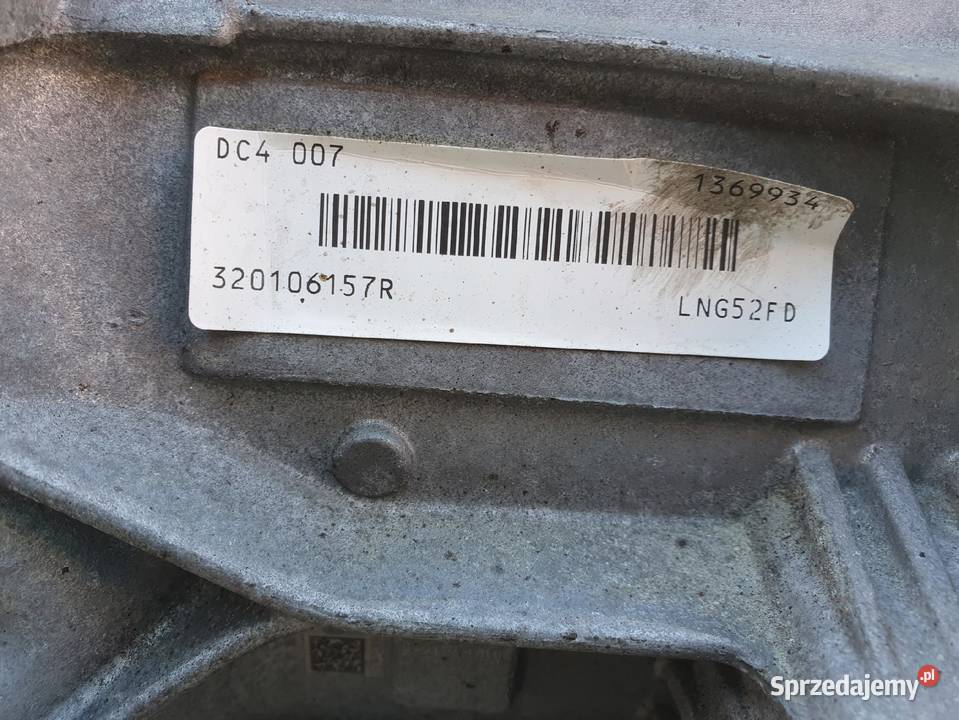 DC4 007
1369934
320106157R
LNG52FD
Sprzedajemy.pl